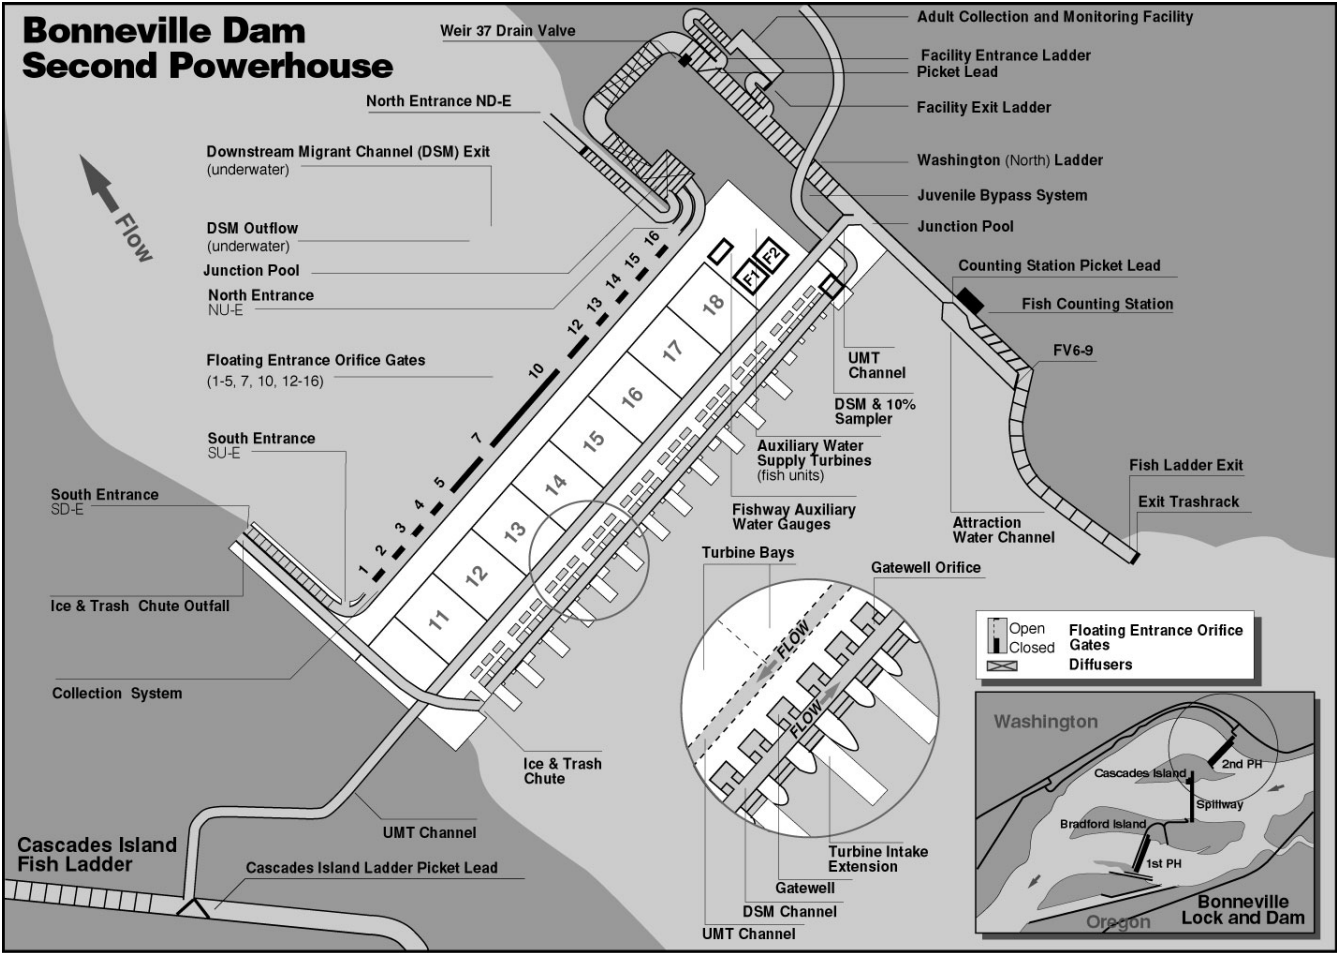 Bonneville Dam
Second Powerhouse
Weir 37 Drain Valve
Adult Collection and Monitoring Facility
Facility Entrance Ladder
Picket Lead
Facility Exit Ladder
North Entrance ND-E
Downstream Migrant Channel (DSM) Exit
(underwater)
Washington (North) Ladder
Juvenile Bypass System
Junction Pool
Flow
DSM Outflow
(underwater)
Junction Pool
North Entrance
NU-E
Counting Station Picket Lead
Fish Counting Station
FV6-9
Floating Entrance Orifice Gates
(1-5, 7, 10, 12-16)
South Entrance
SU-E
South Entrance
SD-E
16
15
14
13
12
10
7
5
4
3
2
1
F2
F1
18
17
16
15
14
13
12
11
UMT
Channel
DSM & 10%
Sampler
Auxiliary Water
Supply Turbines
(fish units)
Fishway Auxiliary
Water Gauges
Attraction
Water Channel
Fish Ladder Exit
Exit Trashrack
Ice & Trash Chute Outfall
Collection System
Ice & Trash
Chute
UMT Channel
Cascades Island
Fish Ladder
Cascades Island Ladder Picket Lead
Turbine Bays
Gatewell Orifice
FLOW
FLOW
Turbine Intake
Extension
Gatewell
DSM Channel
UMT Channel
Open
Closed
Floating Entrance Orifice
Gates
Diffusers
Washington
2nd PH
Cascades Island
Spillway
Bradford Island
1st PH
Bonneville
Lock and Dam
Oregon